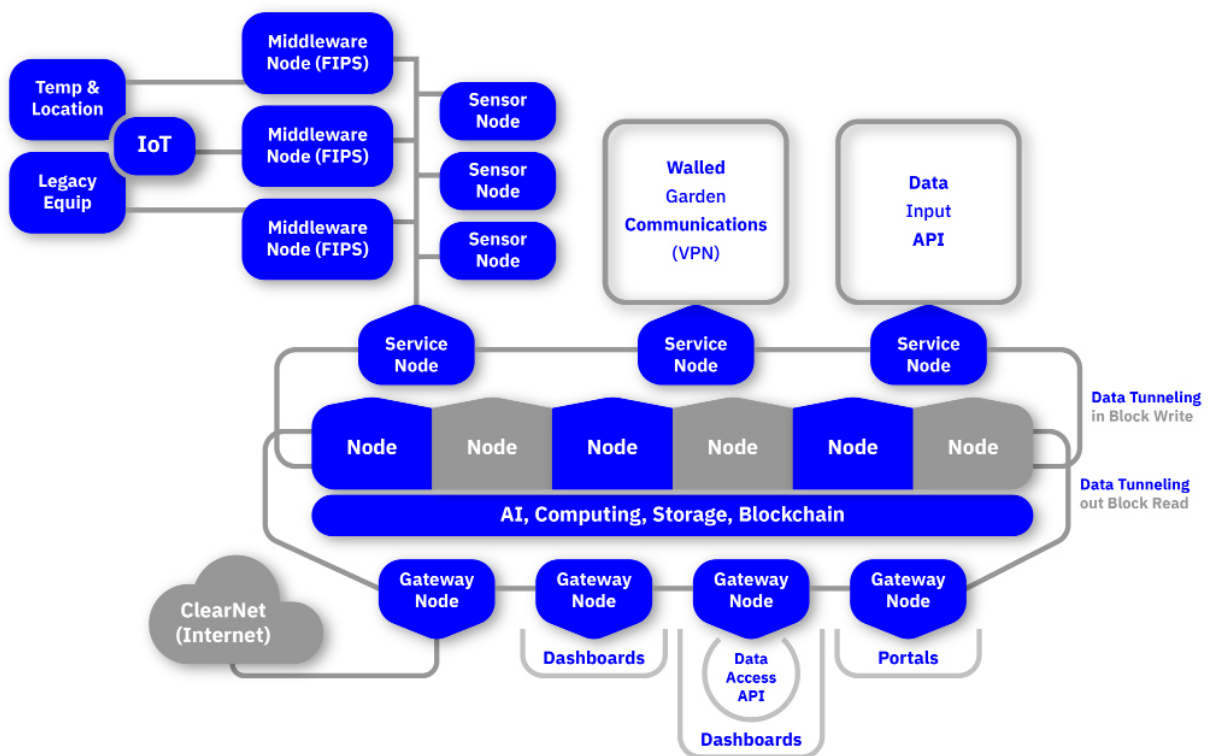 Middleware
Node (FIPS)
Temp &
Location
Sensor
Node
IoT
Middleware
Node (FIPS)
Legacy
Equip
Sensor
Node
Middleware
Node (FIPS)
Sensor
Node
Walled
Garden
Communications
(VPN)
Data
Input
API
Service
Node
Service
Node
Service
Node
Data Tunneling
in Block Write
Node
Node
Node
Node
Node
Node
Data Tunneling
out Block Read
AI, Computing, Storage, Blockchain
ClearNet
(Internet)
Gateway
Node
Gateway
Node
Gateway
Node
Gateway
Node
Dashboards
Data
Access
API
Dashboards
Portals